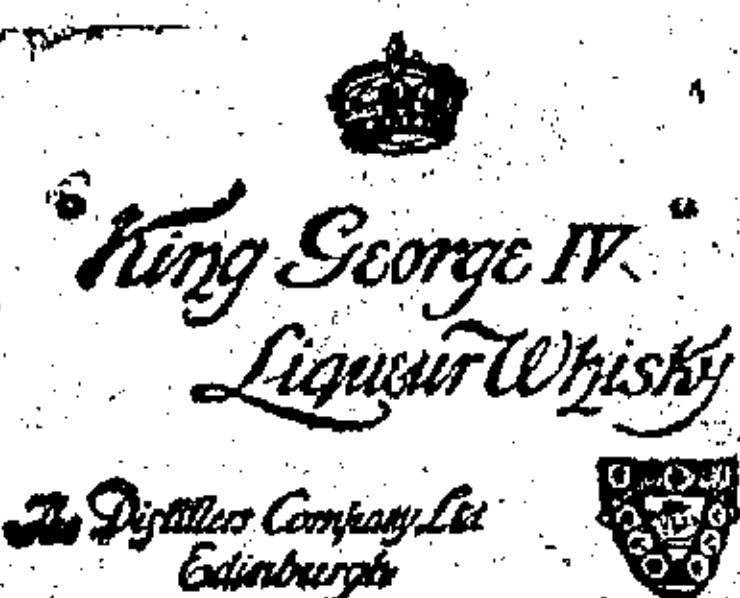 "King George IV"
Liqueur Whisky
The Distillers Company Ltd
Edinburgh